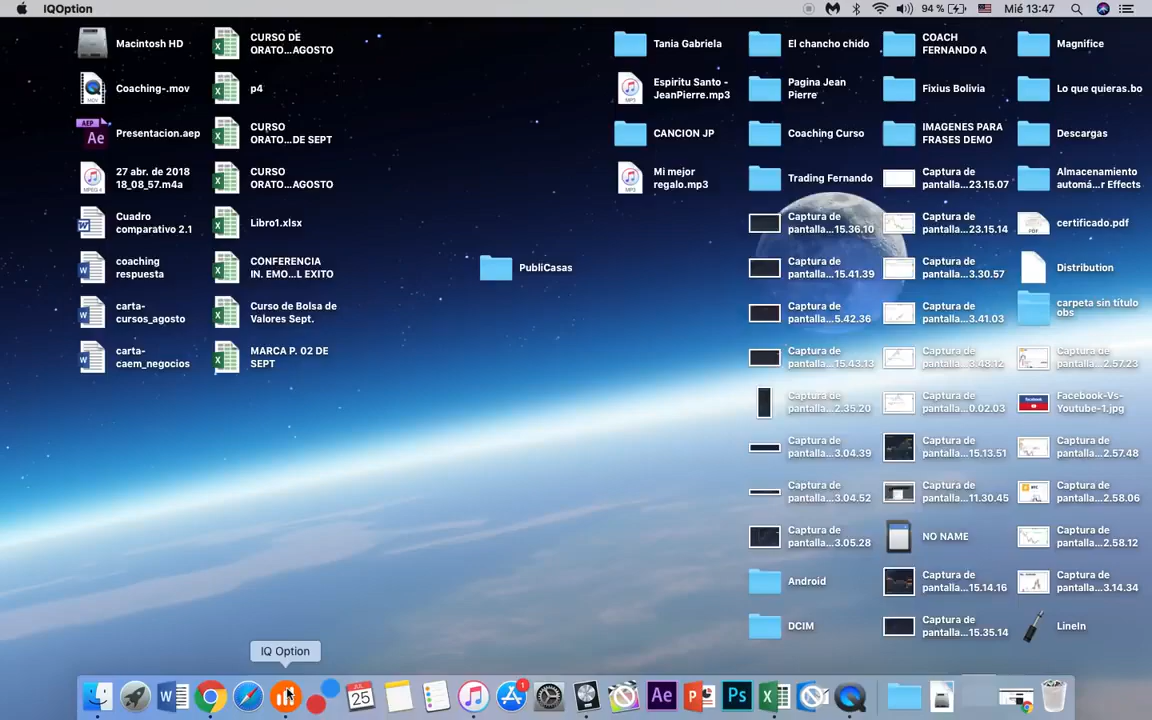 IQOption
94 %
Mié 13:47
Macintosh HD
CURSO DE
ORATO...AGOSTO
Coaching-.mov
p4
Presentacion.aep
CURSO
ORATO...DE SEPT
27 abr. de 2018
18_08_57.m4a
CURSO
ORATO...AGOSTO
Cuadro
comparativo 2.1
Libro1.xlsx
coaching
respuesta
CONFERENCIA
IN. EMO...L EXITO
carta-
cursos_agosto
Curso de Bolsa de
Valores Sept.
carta-
caem_negocios
MARCA P. 02 DE
SEPT
PubliCasas
Tania Gabriela
Espiritu Santo -
JeanPierre.mp3
CANCION JP
Mi mejor
regalo.mp3
El chancho chido
Pagina Jean
Pierre
Coaching Curso
Trading Fernando
Captura de
pantalla...15.36.10
Captura de
pantalla...15.41.39
Captura de
pantalla...5.42.36
Captura de
pantalla...15.43.13
Captura de
pantalla...2.35.20
Captura de
pantalla...3.04.39
Captura de
pantalla...3.04.52
Captura de
pantalla...3.05.28
Android
DCIM
COACH
FERNANDO A
Fixius Bolivia
IMAGENES PARA
FRASES DEMO
Captura de
pantalla...23.15.07
Captura de
pantalla...23.15.14
Captura de
pantalla...3.30.57
Captura de
pantalla...3.41.03
Captura de
pantalla...3.48.12
Captura de
pantalla...0.02.03
Captura de
pantalla...15.13.51
Captura de
pantalla...11.30.45
NO NAME
Captura de
pantalla...15.14.16
Captura de
pantalla...15.35.14
Magnifice
Lo que quieras.bo
Descargas
Almacenamiento
automá...r Effects
certificado.pdf
Distribution
carpeta sin título
obs
Captura de
pantalla...2.57.23
Facebook-Vs-
Youtube-1.jpg
Captura de
pantalla...2.57.48
Captura de
pantalla...2.58.06
Captura de
pantalla...2.58.12
Captura de
pantalla...3.14.34
LineIn
IQ Option
JUL
25
1
Ae
Ps